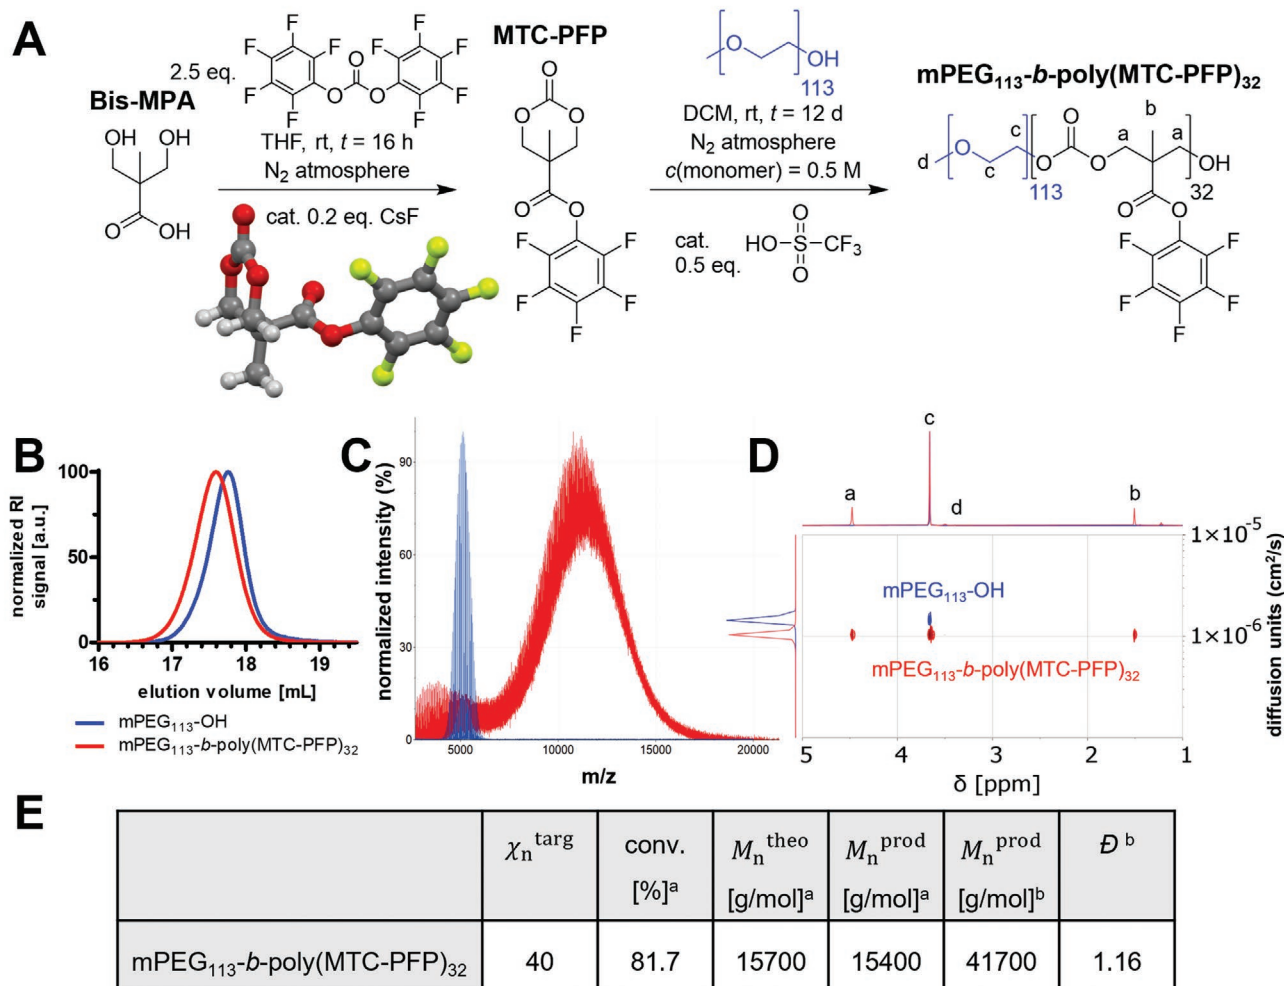 A
Bis-MPA
OH OH
O OH
2.5 eq.
F F F F F F F F F F
O O O
THF, rt, t = 16 h
N₂ atmosphere
cat. 0.2 eq. CsF
MTC-PFP
O
O O
O O
F F F F F
O OH
113
DCM, rt, t = 12 d
N₂ atmosphere
c(monomer) = 0.5 M
cat.
0.5 eq.
O
HO S CF₃
O
mPEG₁₁₃-b-poly(MTC-PFP)₃₂
d O c c 113 O O O a b a OH 32
O O
F F F F F
B
normalized RI
signal [a.u.]
100
50
0
16 17 18 19
elution volume [mL]
mPEG₁₁₃-OH
mPEG₁₁₃-b-poly(MTC-PFP)₃₂
C
normalized intensity (%)
90
60
30
0
5000 10000 15000 20000
m/z
D
c
a d b
1×10⁻⁵
mPEG₁₁₃-OH
1×10⁻⁶
mPEG₁₁₃-b-poly(MTC-PFP)₃₂
diffusion units (cm²/s)
5 4 3 2 1
δ [ppm]
E
χₙᵗᵃʳᵍ conv. [%]ᵃ Mₙᵗʰᵉᵒ [g/mol]ᵃ Mₙᵖʳᵒᵈ [g/mol]ᵃ Mₙᵖʳᵒᵈ [g/mol]ᵇ Đ ᵇ
mPEG₁₁₃-b-poly(MTC-PFP)₃₂ 40 81.7 15700 15400 41700 1.16